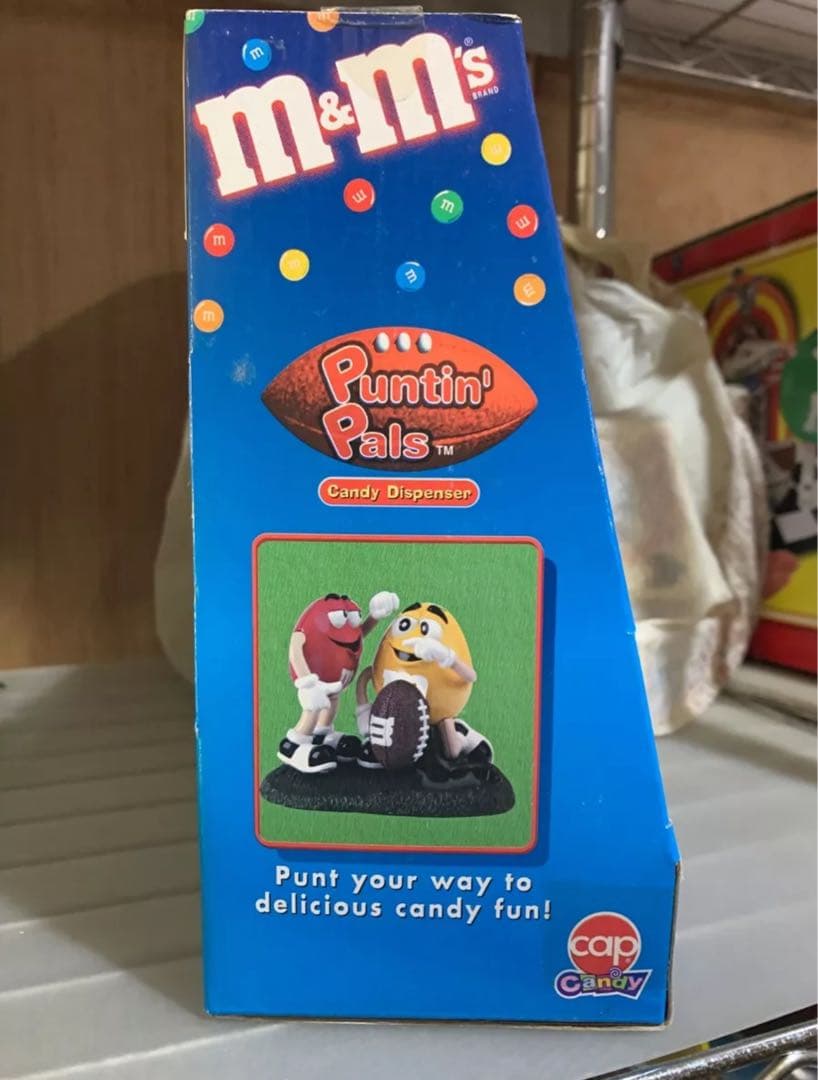 m&m's®
BRAND
m
m
m
m
m
m
m
m
m
m
Puntin'
Pals™
Candy Dispenser
m
Punt your way to
delicious candy fun!
cap
Candy